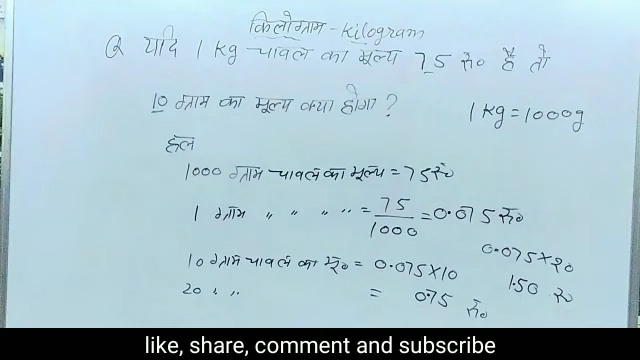 किलोग्राम - Kilogram
Q यदि 1 kg चावल का मूल्य 75 रु० है तो
10 ग्राम का मूल्य क्या होगा ?
1 kg = 1000g
हल
1000 ग्राम चावल का मूल्य = 75 रु०
1 ग्राम " " " " = 75/1000 = 0.075 रु०
10 ग्राम चावल का मू० = 0.075×10
20 " " = 0.75 रु०
0.075×20
1.50 रु०
like, share, comment and subscribe